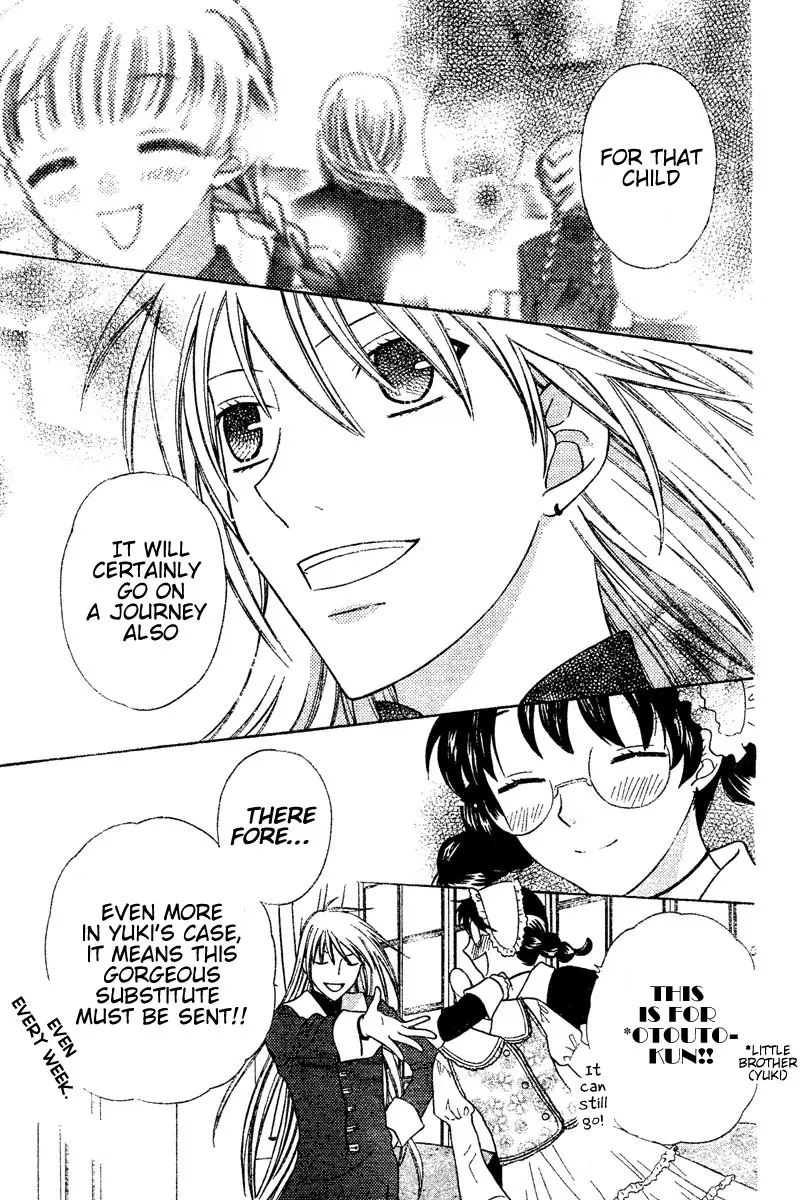 FOR THAT
CHILD
IT WILL
CERTAINLY
GO ON
A JOURNEY
ALSO
THERE
FORE...
EVEN MORE
IN YUKI'S CASE,
IT MEANS THIS
GORGEOUS
SUBSTITUTE
MUST BE SENT!!
EVEN
EVERY WEEK.
THIS
IS FOR
*OTOUTO-
KUN!!
*LITTLE
BROTHER
(YUKI)
It
can
still
go!